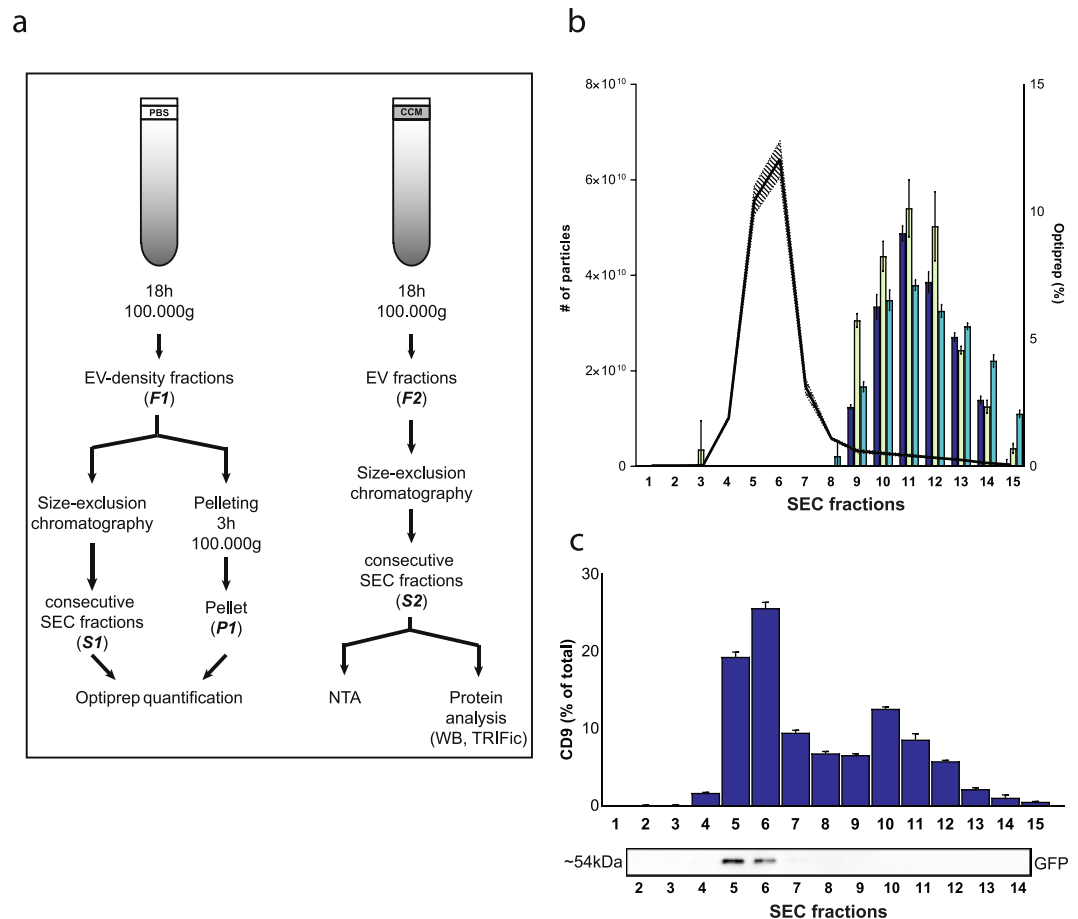 a
PBS
CCM
18h
100.000g
18h
100.000g
EV-density fractions
(F1)
EV fractions
(F2)
Size-exclusion
chromatography
Pelleting
3h
100.000g
Size-exclusion
chromatography
consecutive
SEC fractions
(S1)
Pellet
(P1)
consecutive
SEC fractions
(S2)
Optiprep quantification
NTA
Protein
analysis
(WB, TRIFic)
b
8×10¹⁰
6×10¹⁰
4×10¹⁰
2×10¹⁰
0
# of particles
15
10
5
0
Optiprep (%)
1 2 3 4 5 6 7 8 9 10 11 12 13 14 15
SEC fractions
c
30
20
10
0
CD9 (% of total)
1 2 3 4 5 6 7 8 9 10 11 12 13 14 15
~54kDa
GFP
2 3 4 5 6 7 8 9 10 11 12 13 14
SEC fractions